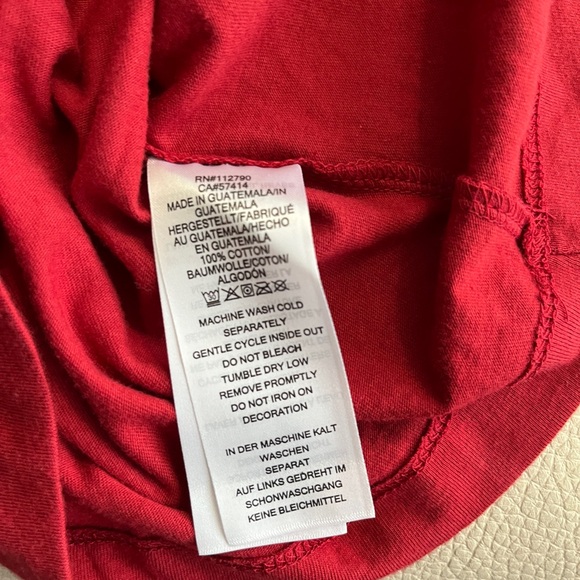 RN#112790
CA#57414
MADE IN GUATEMALA/IN
GUATEMALA
HERGESTELLT/FABRIQUÉ
AU GUATEMALA/HECHO
EN GUATEMALA
100% COTTON/
BAUMWOLLE/COTON/
ALGODÓN
MACHINE WASH COLD
SEPARATELY
GENTLE CYCLE INSIDE OUT
DO NOT BLEACH
TUMBLE DRY LOW
REMOVE PROMPTLY
DO NOT IRON ON
DECORATION
IN DER MASCHINE KALT
WASCHEN
SEPARAT
AUF LINKS GEDREHT IM
SCHONWASCHGANG
KEINE BLEICHMITTEL